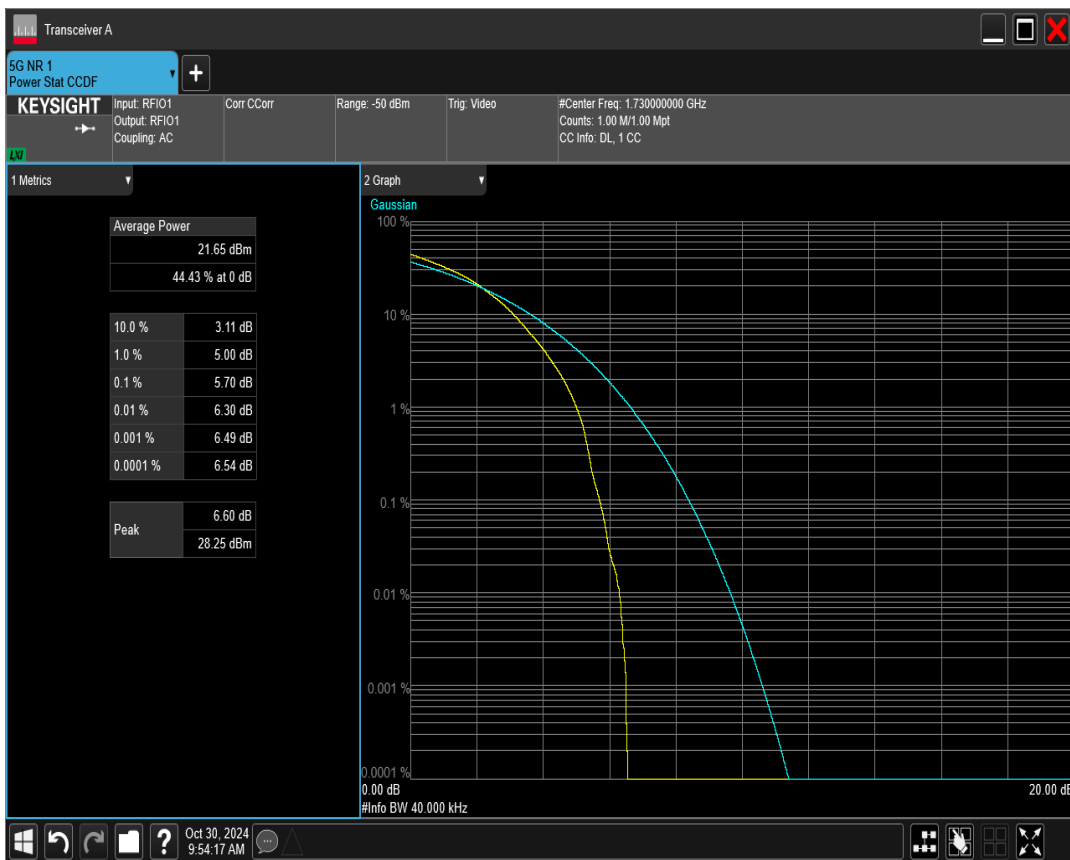 Transceiver A
5G NR 1
Power Stat CCDF
+
KEYSIGHT
LXI
Input: RFIO1
Output: RFIO1
Coupling: AC
Corr CCorr
Range: -50 dBm
Trig: Video
#Center Freq: 1.730000000 GHz
Counts: 1.00 M/1.00 Mpt
CC Info: DL, 1 CC
1 Metrics
Average Power
21.65 dBm
44.43 % at 0 dB
10.0 % 3.11 dB
1.0 % 5.00 dB
0.1 % 5.70 dB
0.01 % 6.30 dB
0.001 % 6.49 dB
0.0001 % 6.54 dB
Peak 6.60 dB
28.25 dBm
2 Graph
Gaussian
100 %
10 %
1 %
0.1 %
0.01 %
0.001 %
0.0001 %
0.00 dB 20.00 dB
#Info BW 40.000 kHz
?
Oct 30, 2024
9:54:17 AM